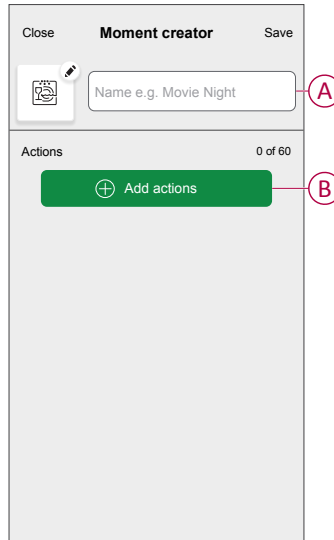 Close Moment creator Save
Name e.g. Movie Night A
Actions 0 of 60
Add actions B